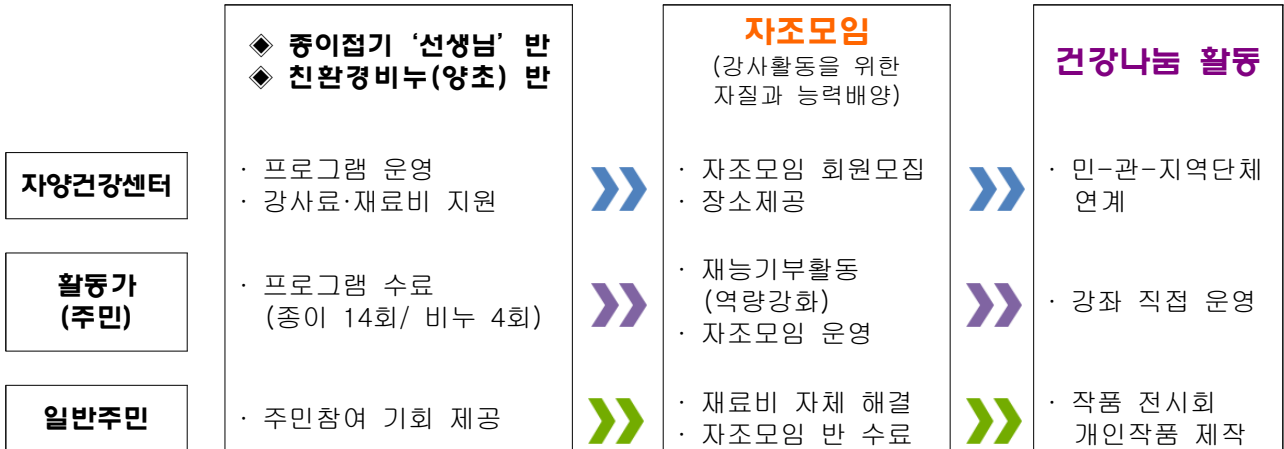 ◈ 종이접기 ‘선생님’ 반
◈ 친환경비누(양초) 반
자조모임
(강사활동을 위한
자질과 능력배양)
건강나눔 활동
자양건강센터
· 프로그램 운영
· 강사료·재료비 지원
· 자조모임 회원모집
· 장소제공
· 민-관-지역단체
연계
활동가
(주민)
· 프로그램 수료
(종이 14회/ 비누 4회)
· 재능기부활동
(역량강화)
· 자조모임 운영
· 강좌 직접 운영
일반주민
· 주민참여 기회 제공
· 재료비 자체 해결
· 자조모임 반 수료
· 작품 전시회
개인작품 제작